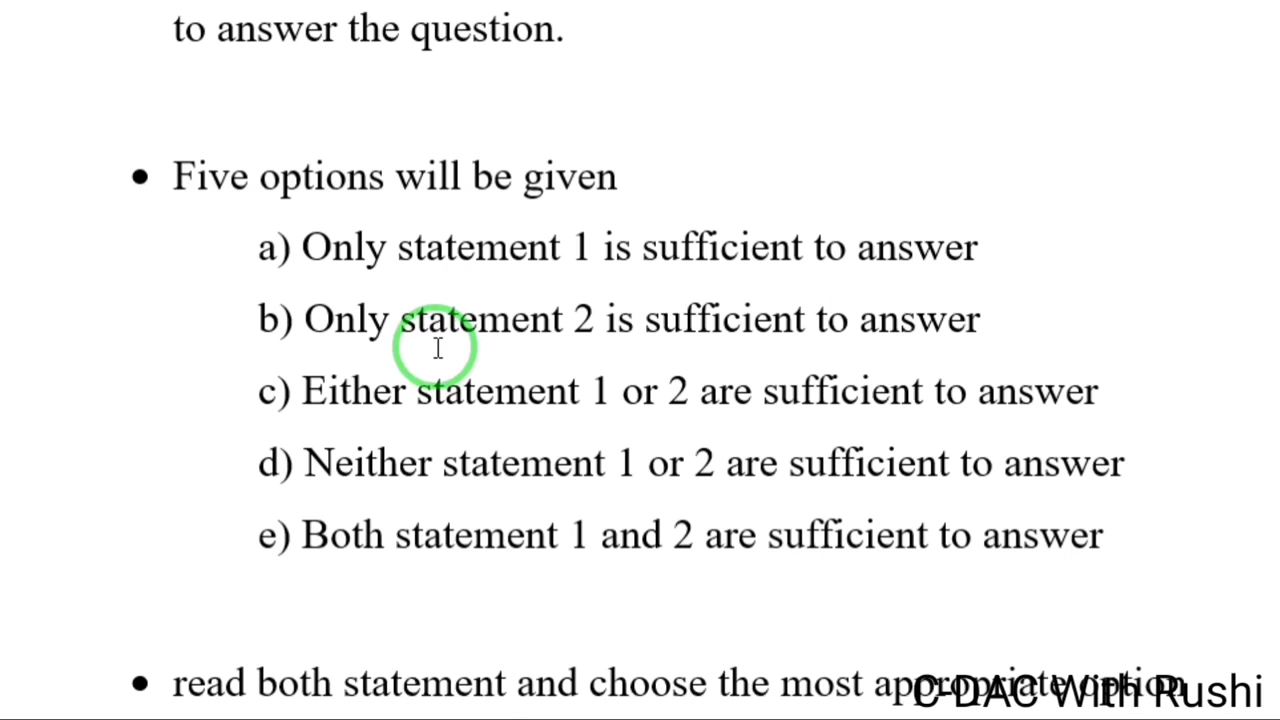 to answer the question.
• Five options will be given
a) Only statement 1 is sufficient to answer
b) Only statement 2 is sufficient to answer
c) Either statement 1 or 2 are sufficient to answer
d) Neither statement 1 or 2 are sufficient to answer
e) Both statement 1 and 2 are sufficient to answer
• read both statement and choose the most appropriate option
C-DAC With Rushi